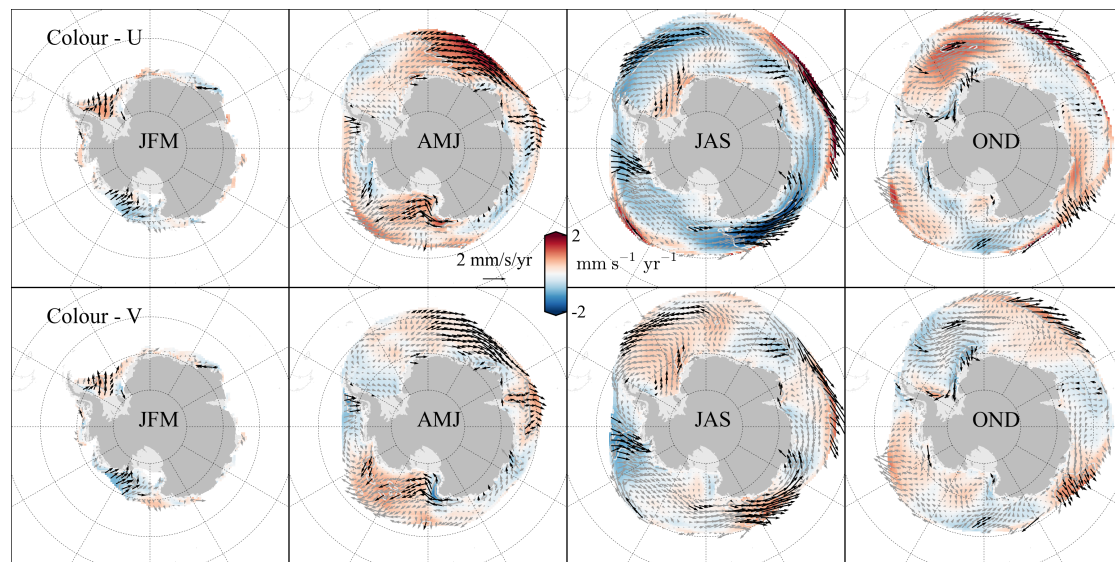 Colour - U
JFM
AMJ
JAS
OND
2 mm/s/yr
2
mm s⁻¹ yr⁻¹
-2
Colour - V
JFM
AMJ
JAS
OND